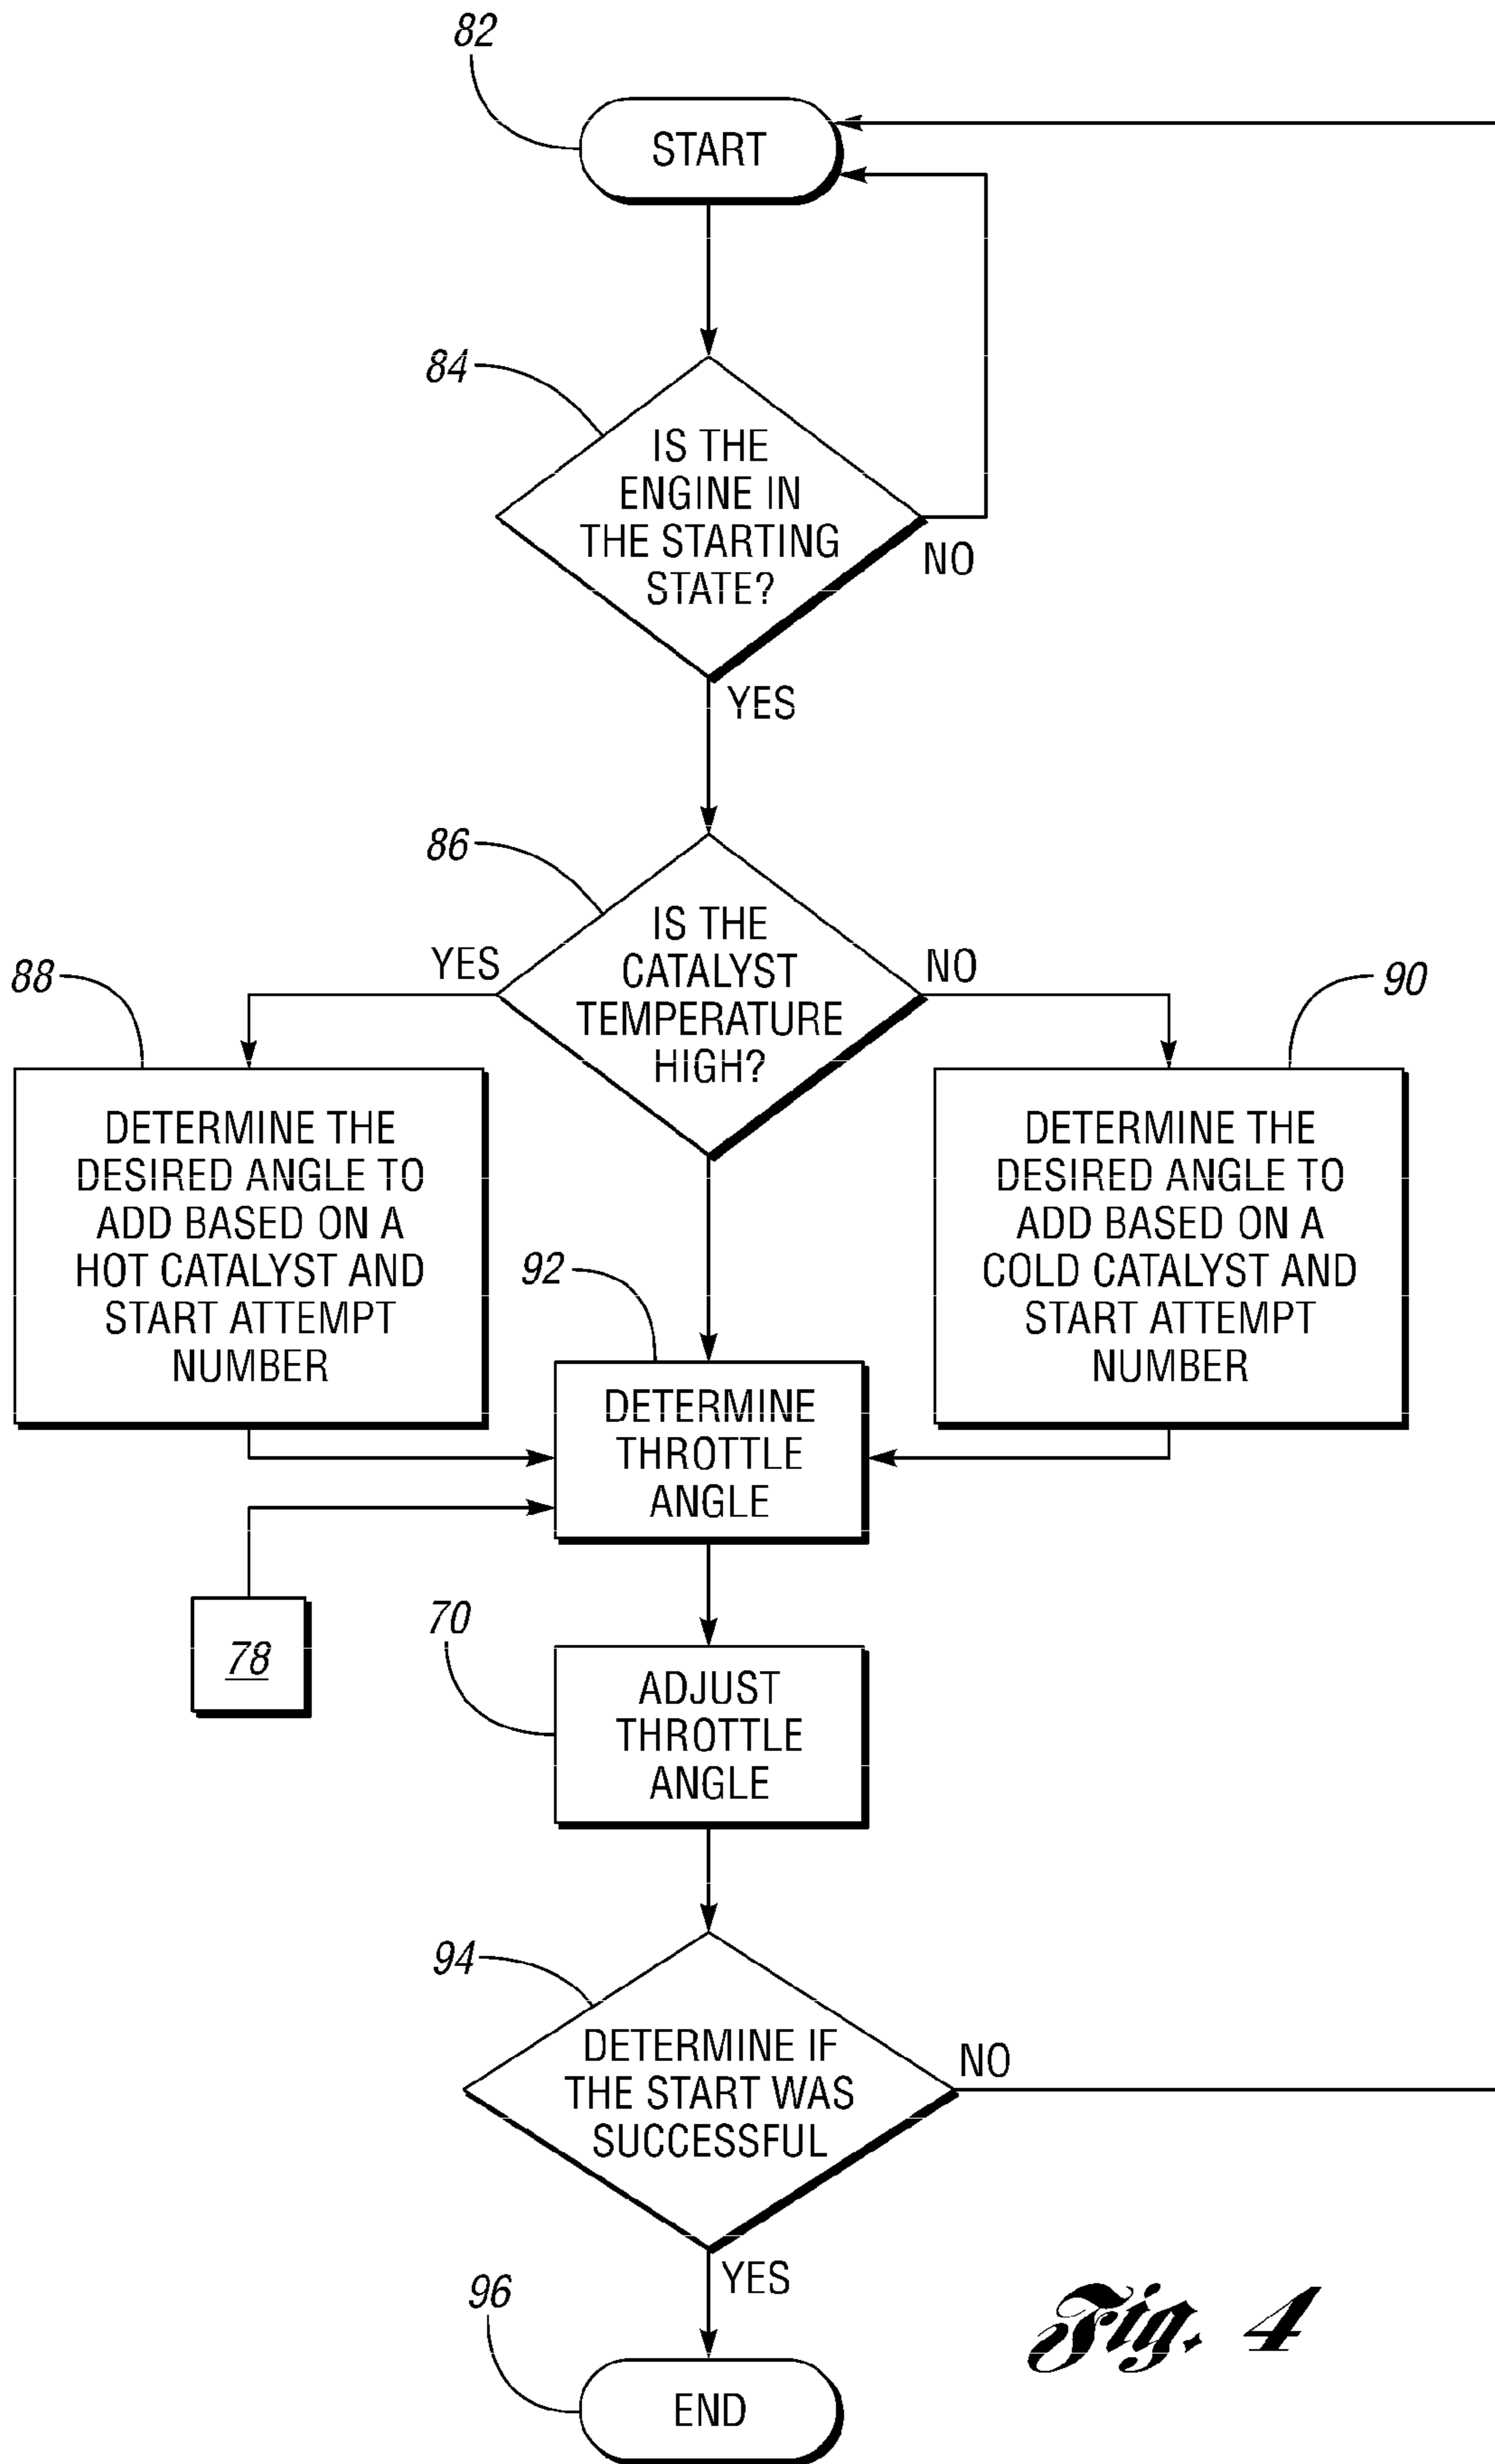 82
START
84
IS THE
ENGINE IN
THE STARTING
STATE?
NO
YES
86
IS THE
CATALYST
TEMPERATURE
HIGH?
YES
NO
88
DETERMINE THE
DESIRED ANGLE TO
ADD BASED ON A
HOT CATALYST AND
START ATTEMPT
NUMBER
90
DETERMINE THE
DESIRED ANGLE TO
ADD BASED ON A
COLD CATALYST AND
START ATTEMPT
NUMBER
92
DETERMINE
THROTTLE
ANGLE
78
70
ADJUST
THROTTLE
ANGLE
94
DETERMINE IF
THE START WAS
SUCCESSFUL
NO
YES
96
END
Fig. 4